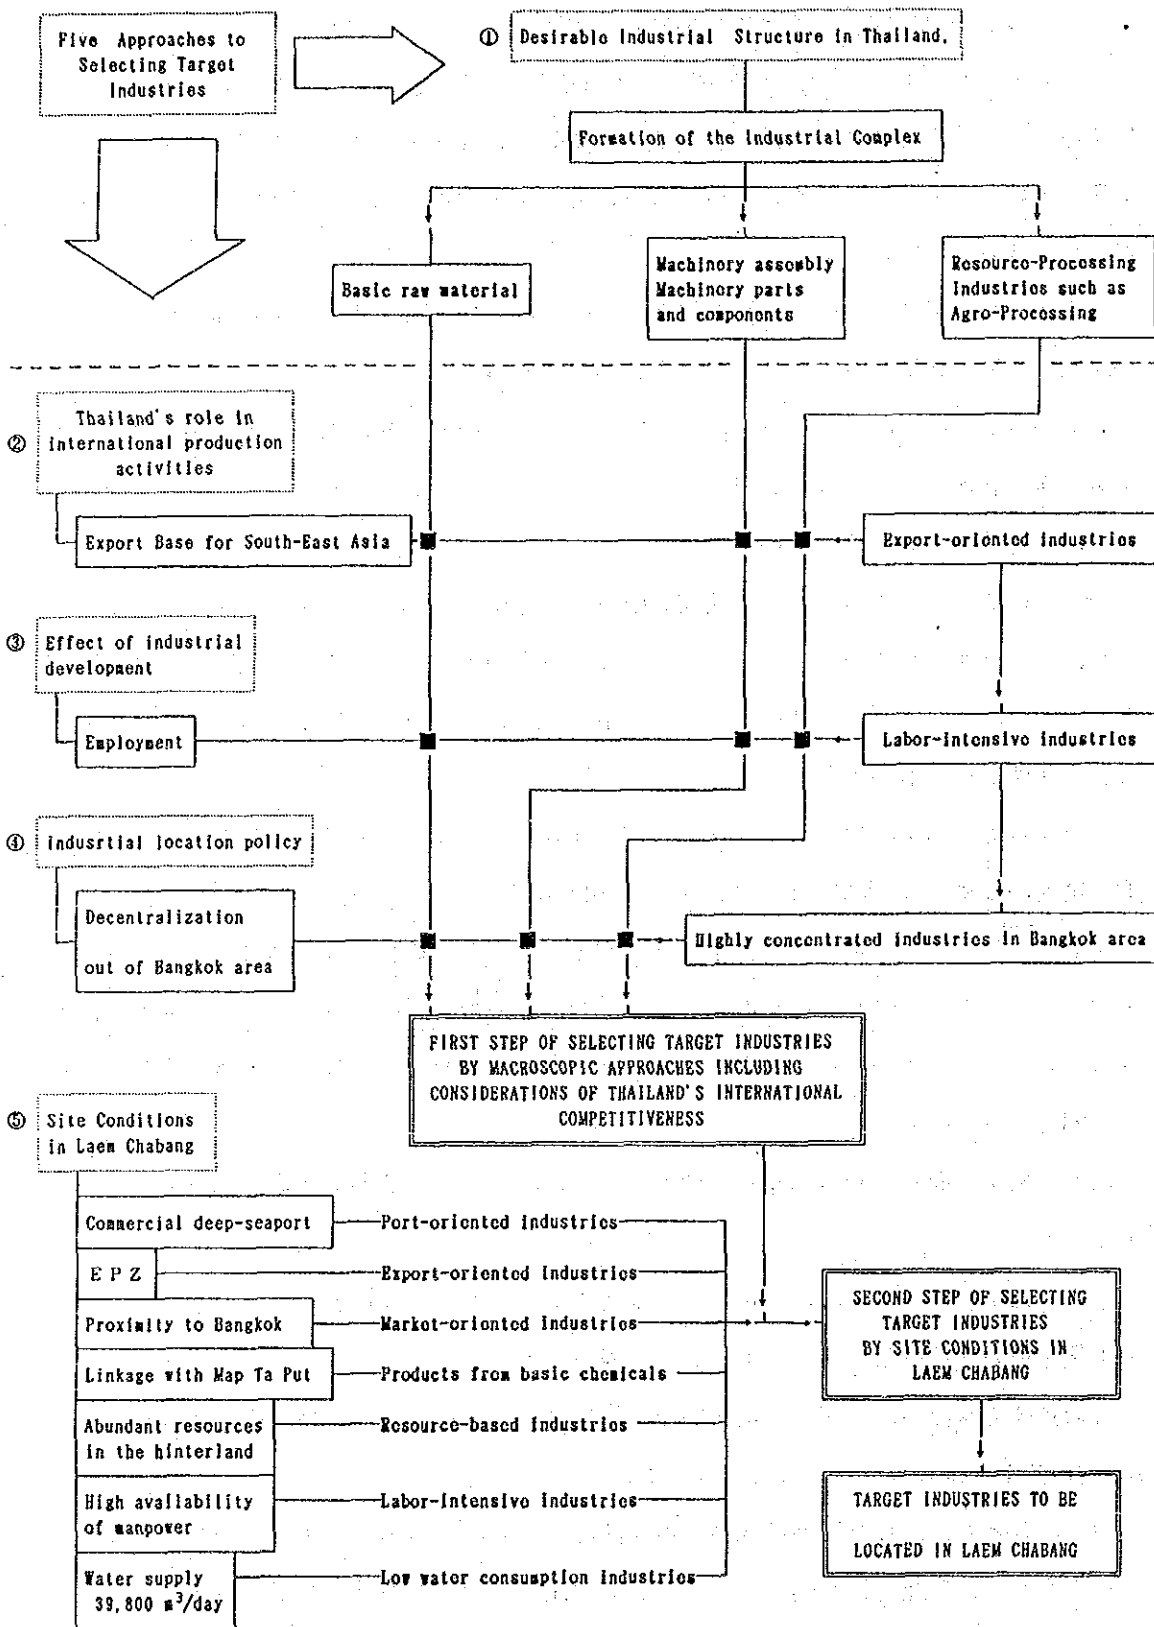 Five Approaches to
Selecting Target
Industries
① Desirable Industrial Structure in Thailand.
Formation of the Industrial Complex
Basic raw material
Machinery assembly
Machinery parts
and components
Resource-Processing
Industries such as
Agro-Processing
② Thailand's role in
international production
activities
Export Base for South-East Asia
Export-oriented industries
③ Effect of industrial
development
Employment
Labor-intensive industries
④ indusrtial location policy
Decentralization
out of Bangkok area
Highly concentrated industries in Bangkok area
FIRST STEP OF SELECTING TARGET INDUSTRIES
BY MACROSCOPIC APPROACHES INCLUDING
CONSIDERATIONS OF THAILAND'S INTERNATIONAL
COMPETITIVENESS
⑤ Site Conditions
in Laem Chabang
Commercial deep-seaport
Port-oriented industries
E P Z
Export-oriented industries
Proximity to Bangkok
Market-oriented industries
Linkage with Map Ta Put
Products from basic chemicals
Abundant resources
in the hinterland
Resource-based industries
High availability
of manpower
Labor-intensive industries
Water supply
39,800 m³/day
Low water consumption industries
SECOND STEP OF SELECTING
TARGET INDUSTRIES
BY SITE CONDITIONS IN
LAEM CHABANG
TARGET INDUSTRIES TO BE
LOCATED IN LAEM CHABANG